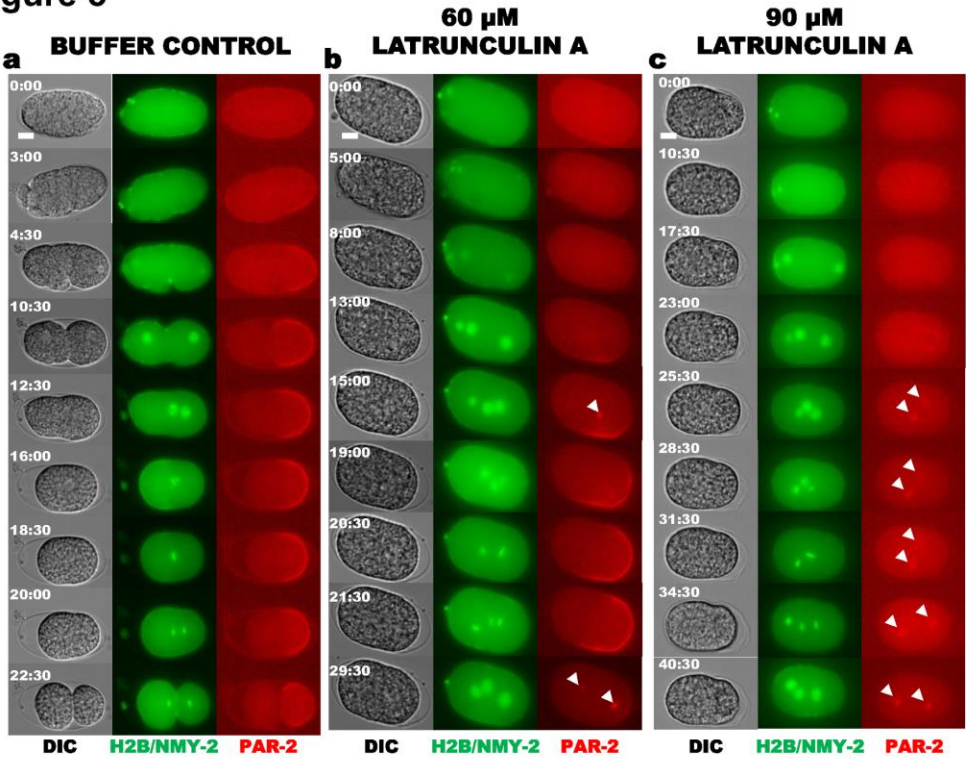 BUFFER CONTROL
60 µM
LATRUNCULIN A
90 µM
LATRUNCULIN A
a
0:00
3:00
4:30
10:30
12:30
16:00
18:30
20:00
22:30
DIC
H2B/NMY-2
PAR-2
b
0:00
5:00
8:00
13:00
15:00
19:00
20:30
21:30
29:30
DIC
H2B/NMY-2
PAR-2
c
0:00
10:30
17:30
23:00
25:30
28:30
31:30
34:30
40:30
DIC
H2B/NMY-2
PAR-2